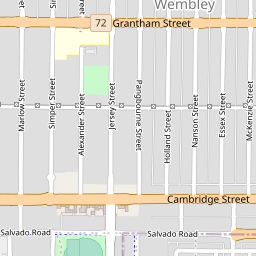 Wembley
72
Grantham Street
Marlow Street
Simper Street
Alexander Street
Jersey Street
Pangbourne Street
Holland Street
Nanson Street
Essex Street
McKenzie Street
Cambridge Street
Salvado Road
Salvado Road